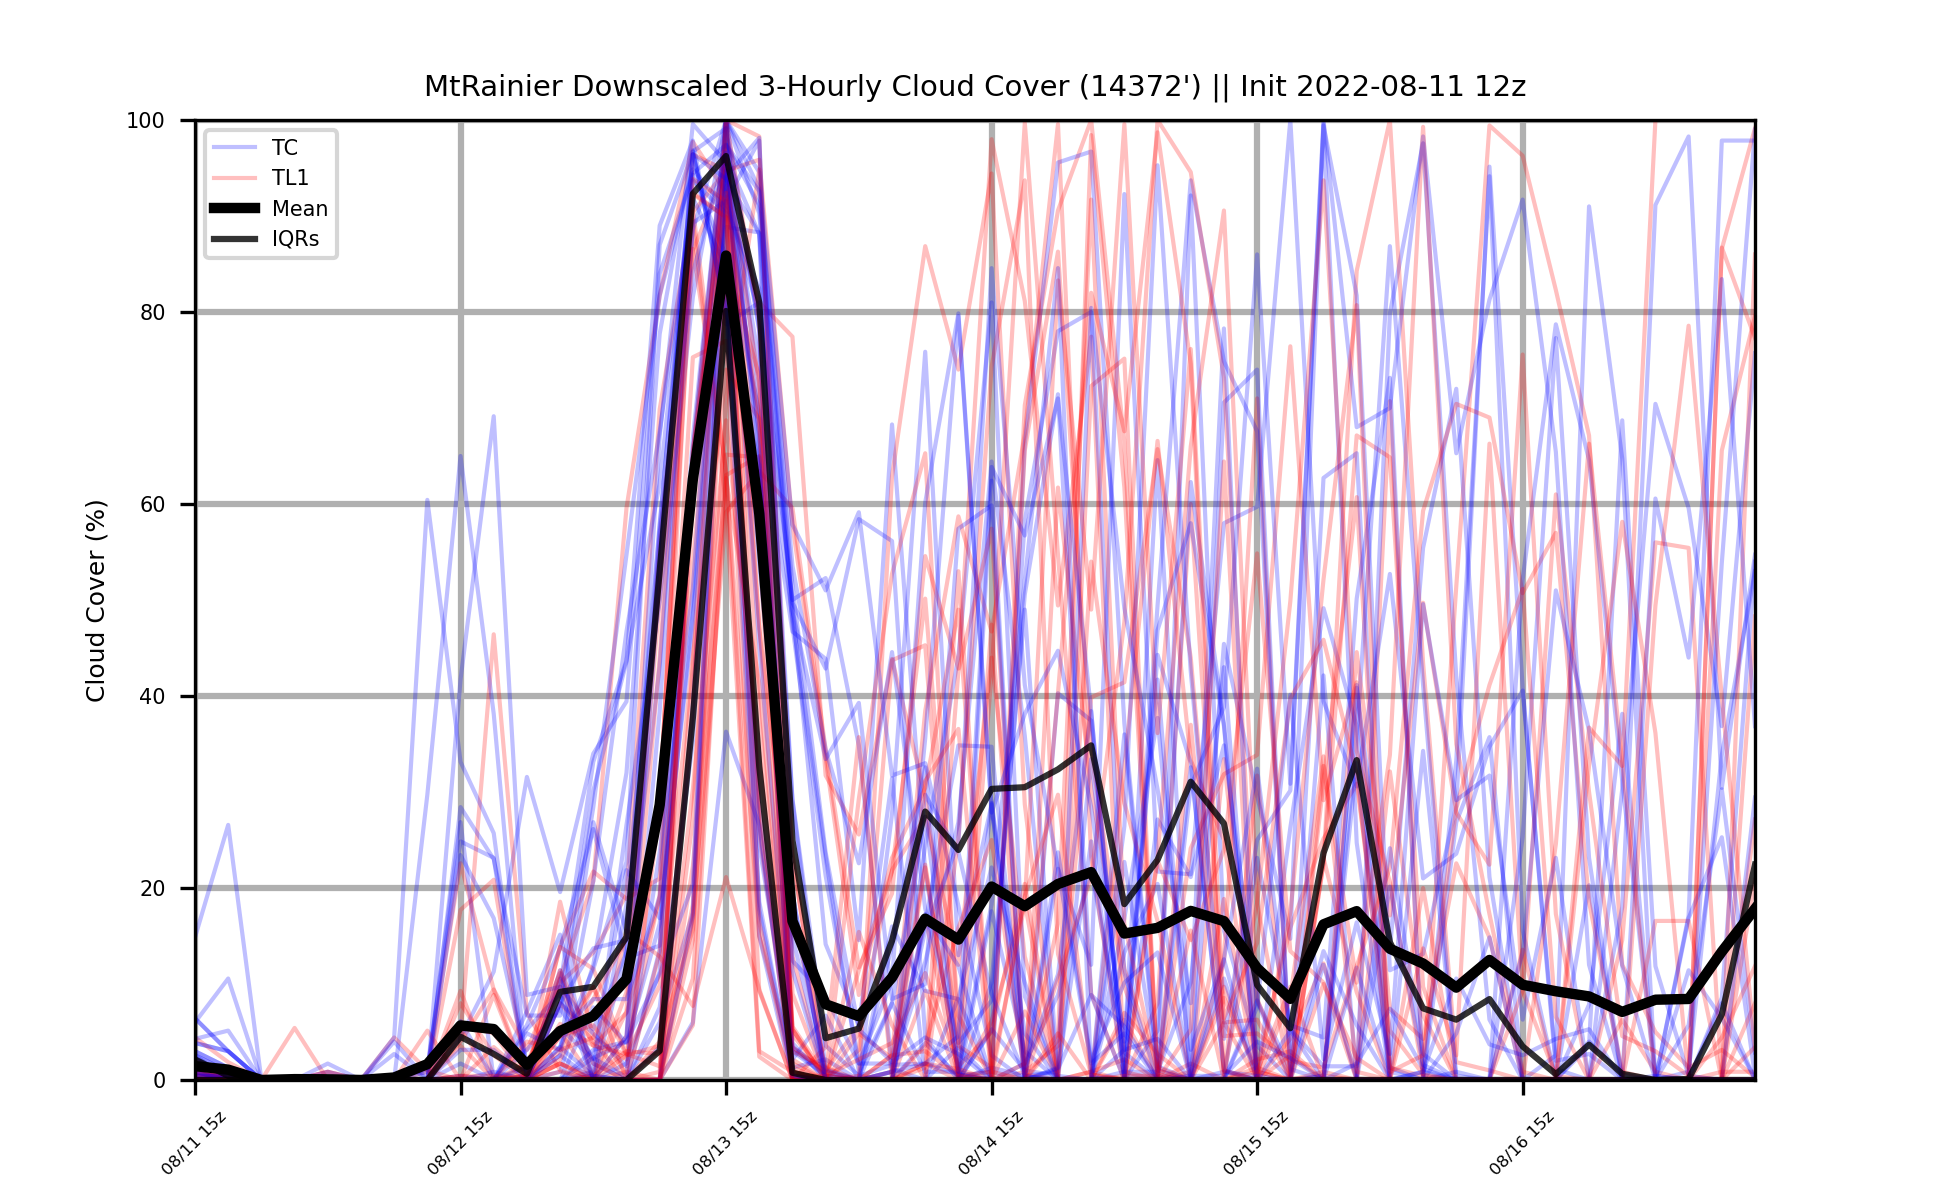 MtRainier Downscaled 3-Hourly Cloud Cover (14372') || Init 2022-08-11 12z
100
80
60
40
20
0
Cloud Cover (%)
TC
TL1
Mean
IQRs
08/11 15z
08/12 15z
08/13 15z
08/14 15z
08/15 15z
08/16 15z